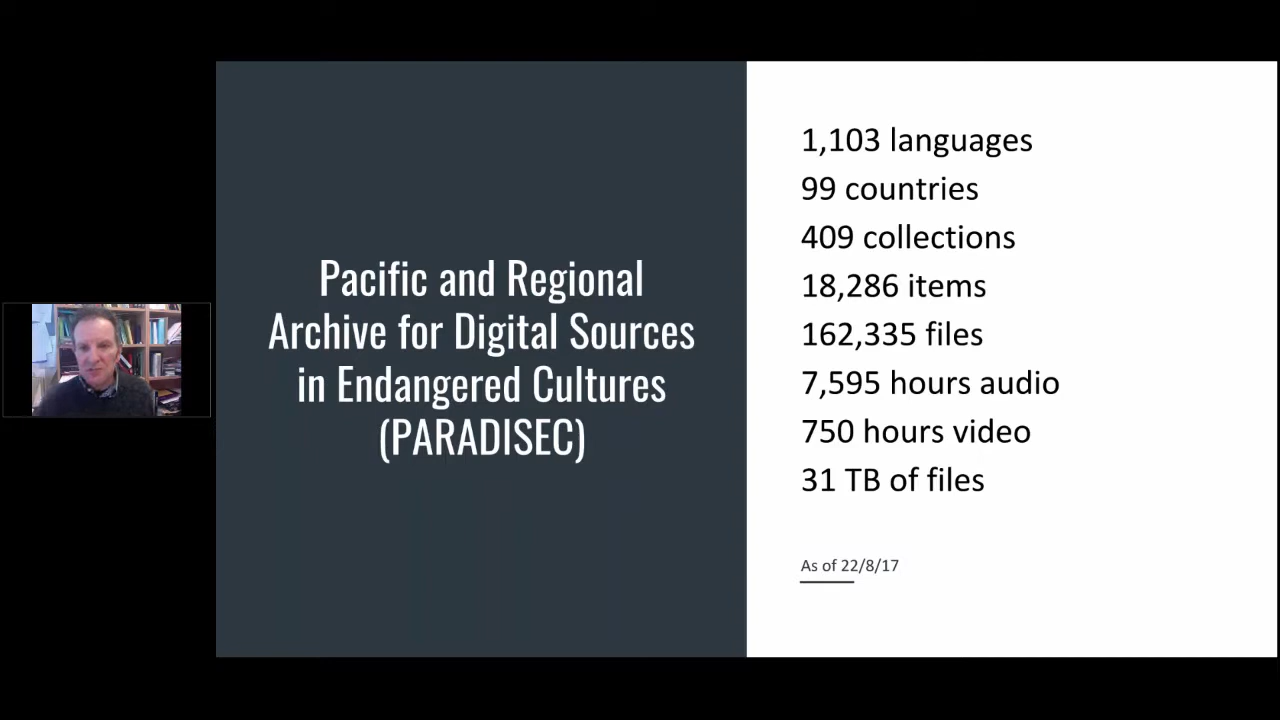 Pacific and Regional
Archive for Digital Sources
in Endangered Cultures
(PARADISEC)
1,103 languages
99 countries
409 collections
18,286 items
162,335 files
7,595 hours audio
750 hours video
31 TB of files
As of 22/8/17